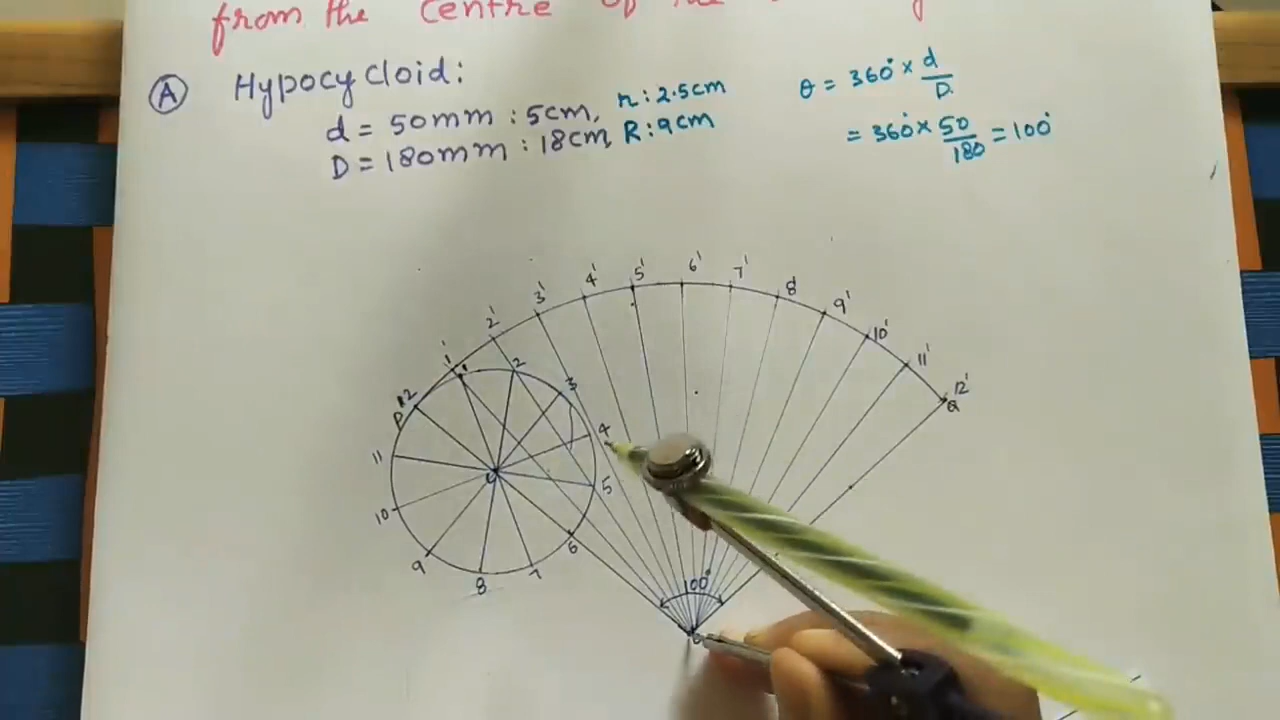 from the centre of the
Ⓐ Hypocycloid:
d = 50mm : 5cm, r : 2.5cm
D = 180mm : 18cm, R : 9cm
θ = 360° × d/D
= 360° × 50/180 = 100°
1' 2' 3' 4' 5' 6' 7' 8' 9' 10' 11' 12'
P 12 1 2 3 4 5 6 7 8 9 10 11
C
Q
100°
O